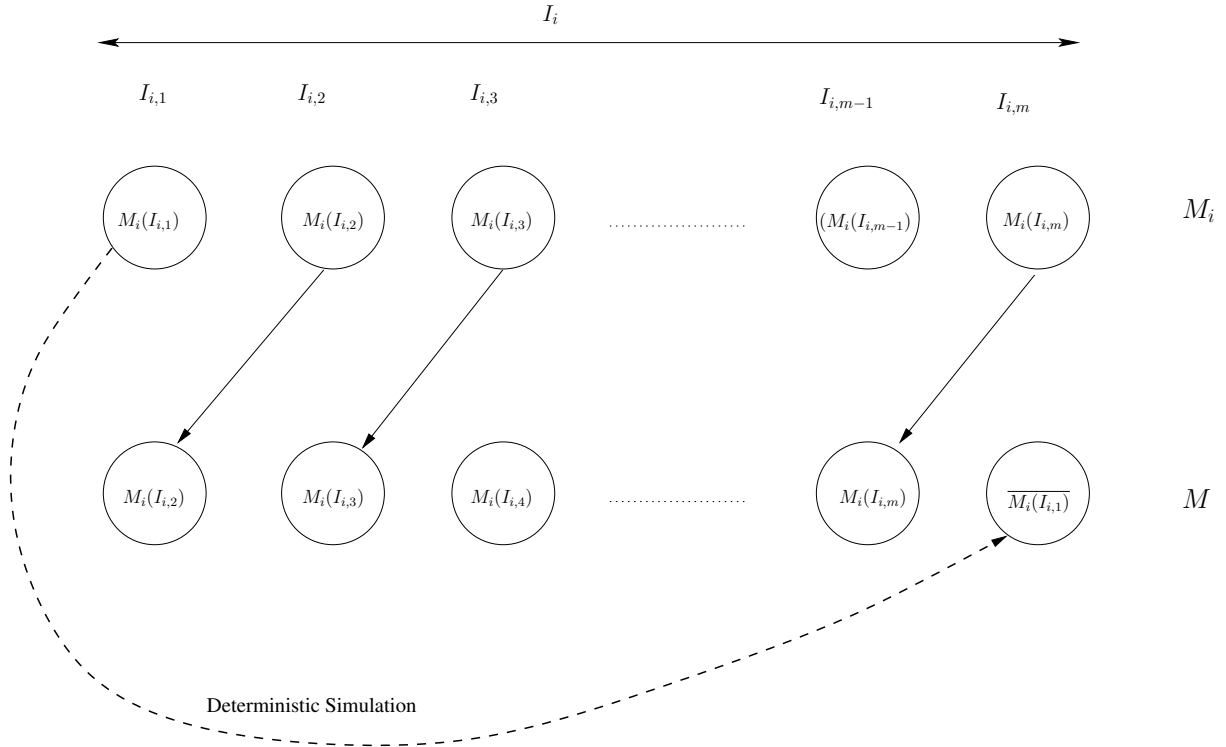 I_i
I_{i,1} I_{i,2} I_{i,3} I_{i,m−1} I_{i,m}
M_i(I_{i,1}) M_i(I_{i,2}) M_i(I_{i,3}) (M_i(I_{i,m−1}) M_i(I_{i,m}) M_i
M_i(I_{i,2}) M_i(I_{i,3}) M_i(I_{i,4}) M_i(I_{i,m}) \overline{M_i(I_{i,1})} M
Deterministic Simulation